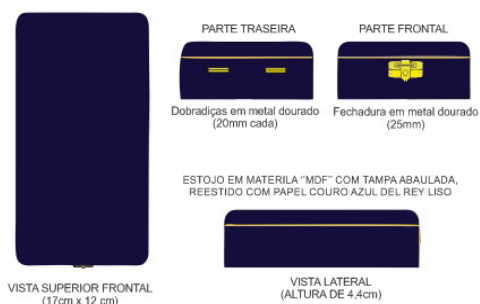 PARTE TRASEIRA
PARTE FRONTAL
Dobradiças em metal dourado
(20mm cada)
Fechadura em metal dourado
(25mm)
ESTOJO EM MATERILA "MDF" COM TAMPA ABAULADA,
REESTIDO COM PAPEL COURO AZUL DEL REY LISO
VISTA SUPERIOR FRONTAL
(17cm x 12 cm)
VISTA LATERAL
(ALTURA DE 4,4cm)